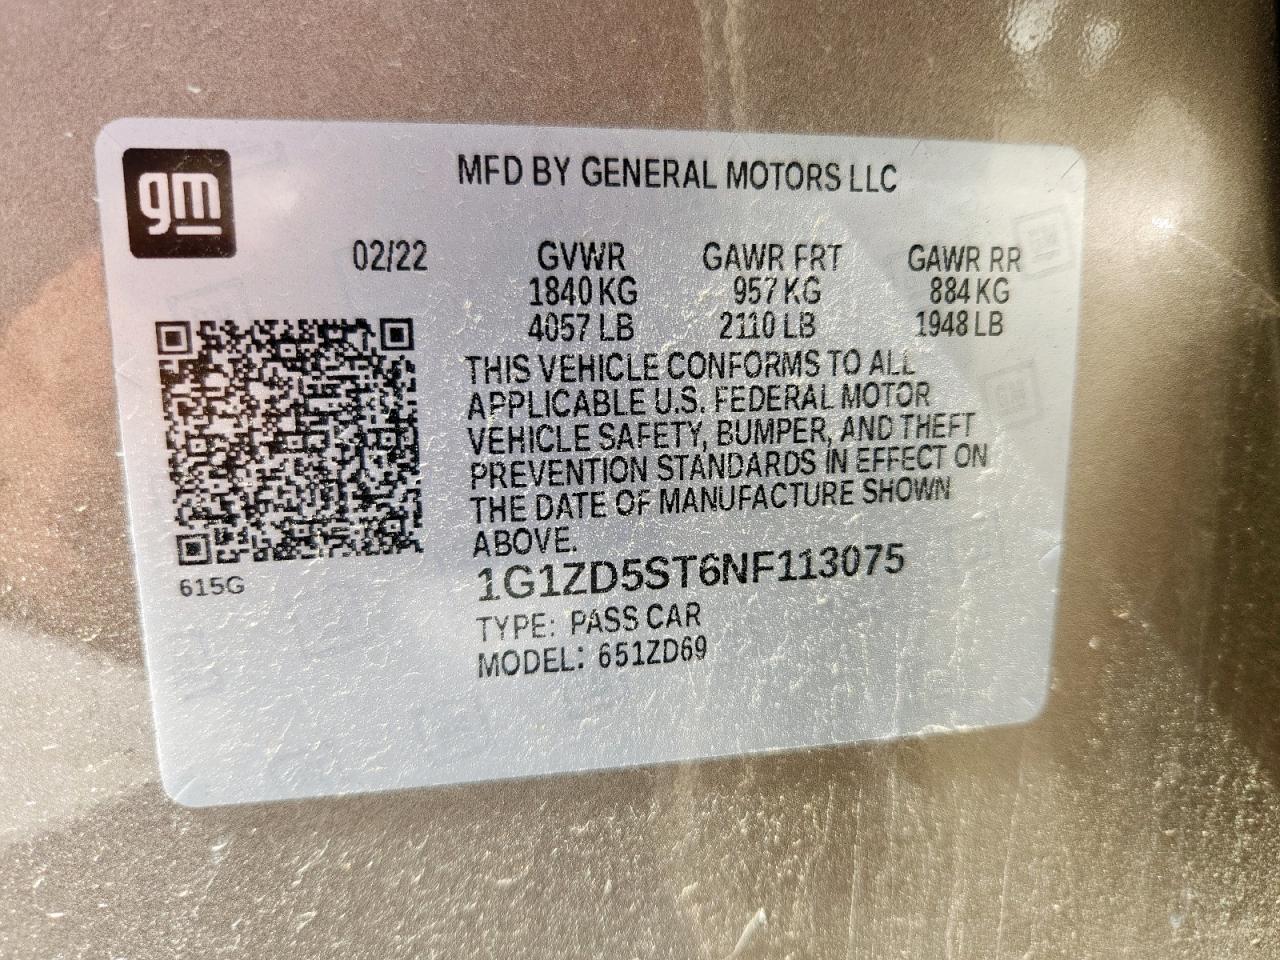 gm
MFD BY GENERAL MOTORS LLC
02/22 GVWR GAWR FRT GAWR RR
1840 KG 957 KG 884 KG
4057 LB 2110 LB 1948 LB
THIS VEHICLE CONFORMS TO ALL
APPLICABLE U.S. FEDERAL MOTOR
VEHICLE SAFETY, BUMPER, AND THEFT
PREVENTION STANDARDS IN EFFECT ON
THE DATE OF MANUFACTURE SHOWN
ABOVE.
615G
1G1ZD5ST6NF113075
TYPE: PASS CAR
MODEL: 651ZD69